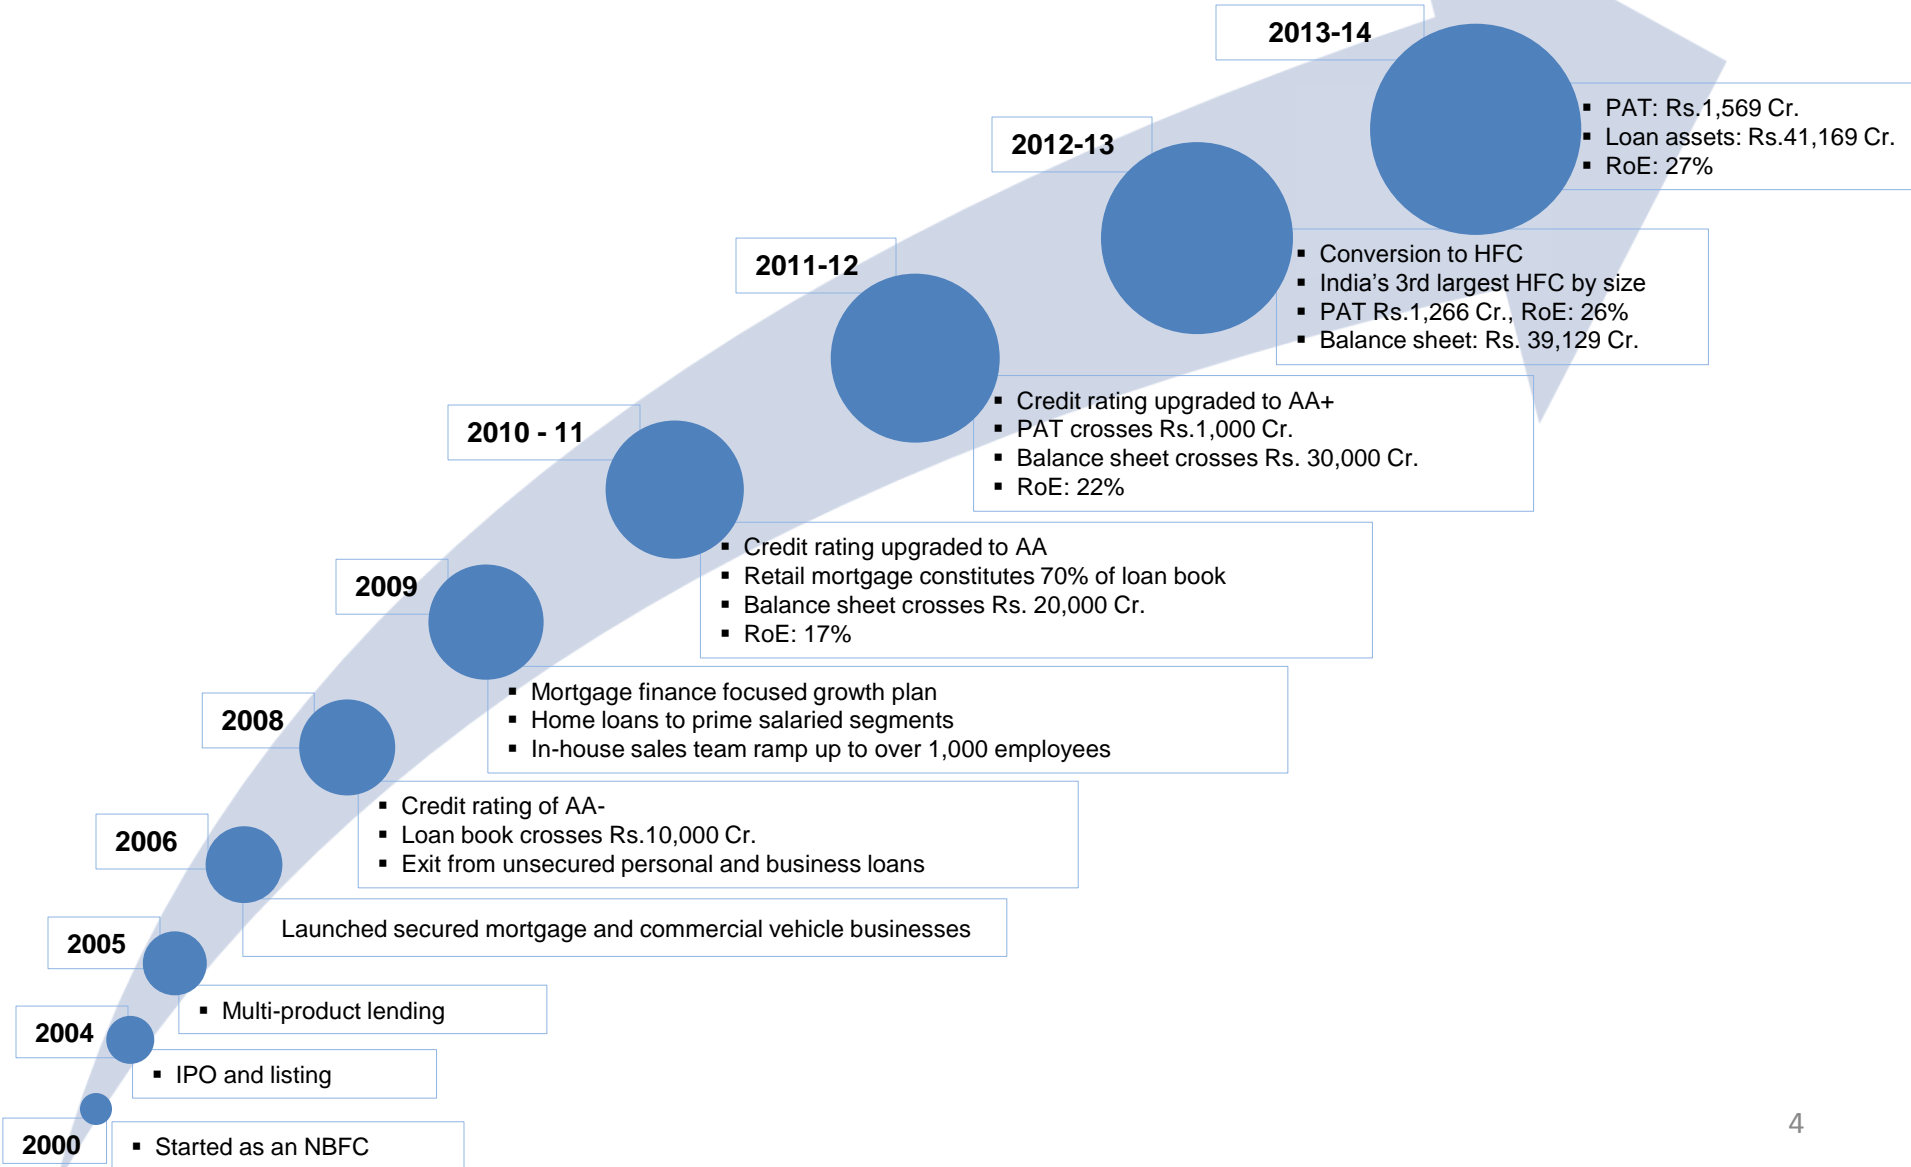 2013-14
▪ PAT: Rs.1,569 Cr.
▪ Loan assets: Rs.41,169 Cr.
▪ RoE: 27%
2012-13
▪ Conversion to HFC
▪ India's 3rd largest HFC by size
▪ PAT Rs.1,266 Cr., RoE: 26%
▪ Balance sheet: Rs. 39,129 Cr.
2011-12
▪ Credit rating upgraded to AA+
▪ PAT crosses Rs.1,000 Cr.
▪ Balance sheet crosses Rs. 30,000 Cr.
▪ RoE: 22%
2010 - 11
▪ Credit rating upgraded to AA
▪ Retail mortgage constitutes 70% of loan book
▪ Balance sheet crosses Rs. 20,000 Cr.
▪ RoE: 17%
2009
▪ Mortgage finance focused growth plan
▪ Home loans to prime salaried segments
▪ In-house sales team ramp up to over 1,000 employees
2008
▪ Credit rating of AA-
▪ Loan book crosses Rs.10,000 Cr.
▪ Exit from unsecured personal and business loans
2006
Launched secured mortgage and commercial vehicle businesses
2005
▪ Multi-product lending
2004
▪ IPO and listing
2000
▪ Started as an NBFC
4